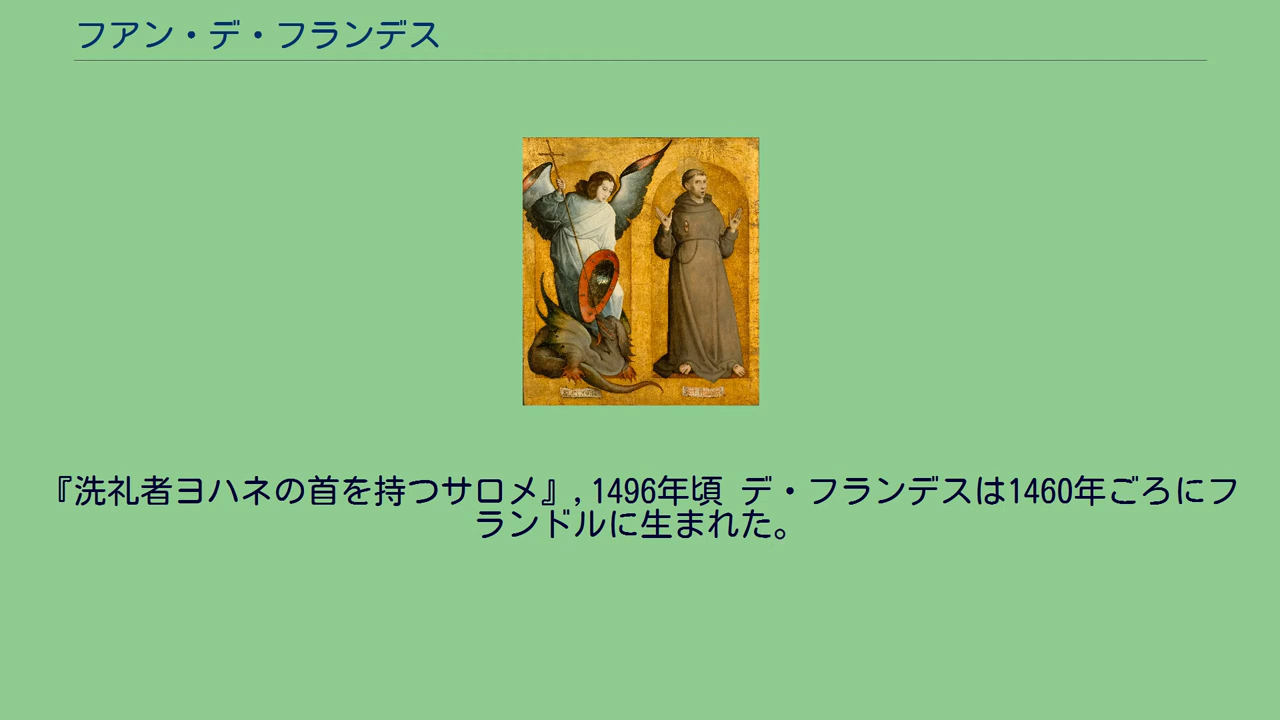 フアン・デ・フランデス
『洗礼者ヨハネの首を持つサロメ』,1496年頃 デ・フランデスは1460年ごろにフ
ランドルに生まれた。